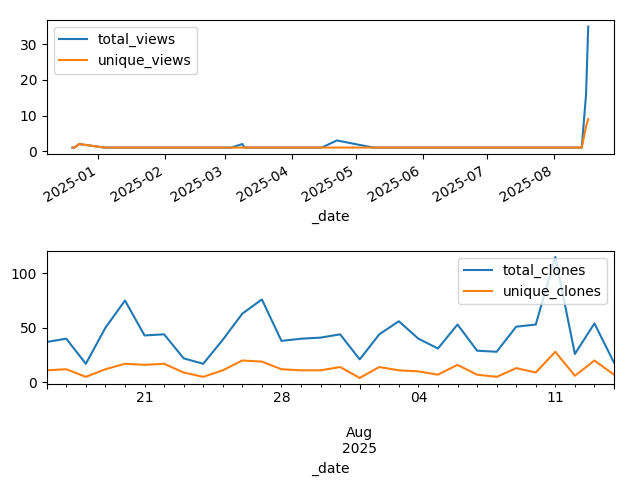 30
20
10
0
total_views
unique_views
2025-01
2025-02
2025-03
2025-04
2025-05
2025-06
2025-07
2025-08
_date
100
50
0
total_clones
unique_clones
21
28
04
11
Aug
2025
_date